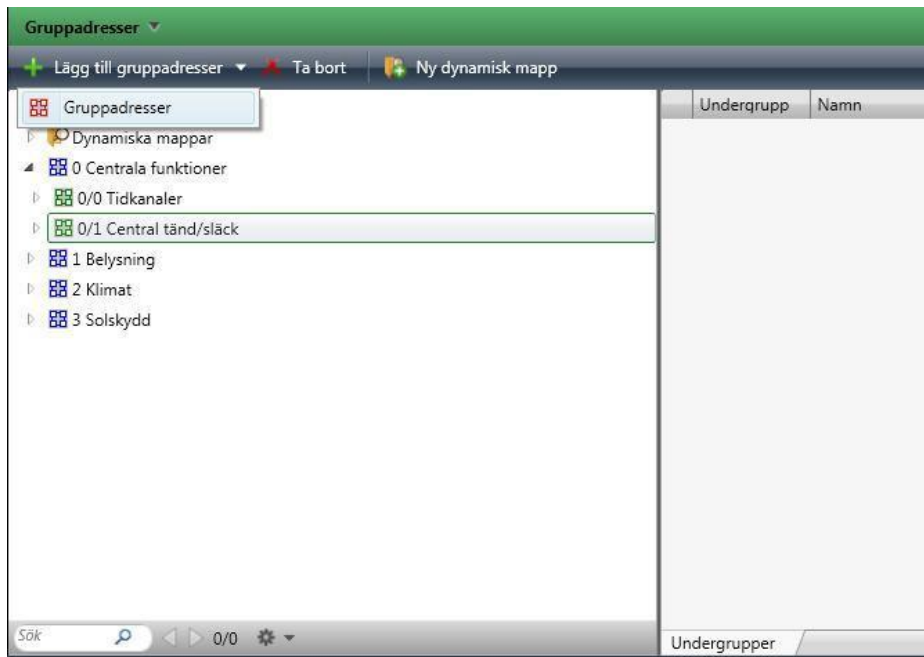 Gruppadresser
Lägg till gruppadresser Ta bort Ny dynamisk mapp
Gruppadresser
Undergrupp Namn
Dynamiska mappar
0 Centrala funktioner
0/0 Tidkanaler
0/1 Central tänd/släck
1 Belysning
2 Klimat
3 Solskydd
Sök 0/0
Undergrupper